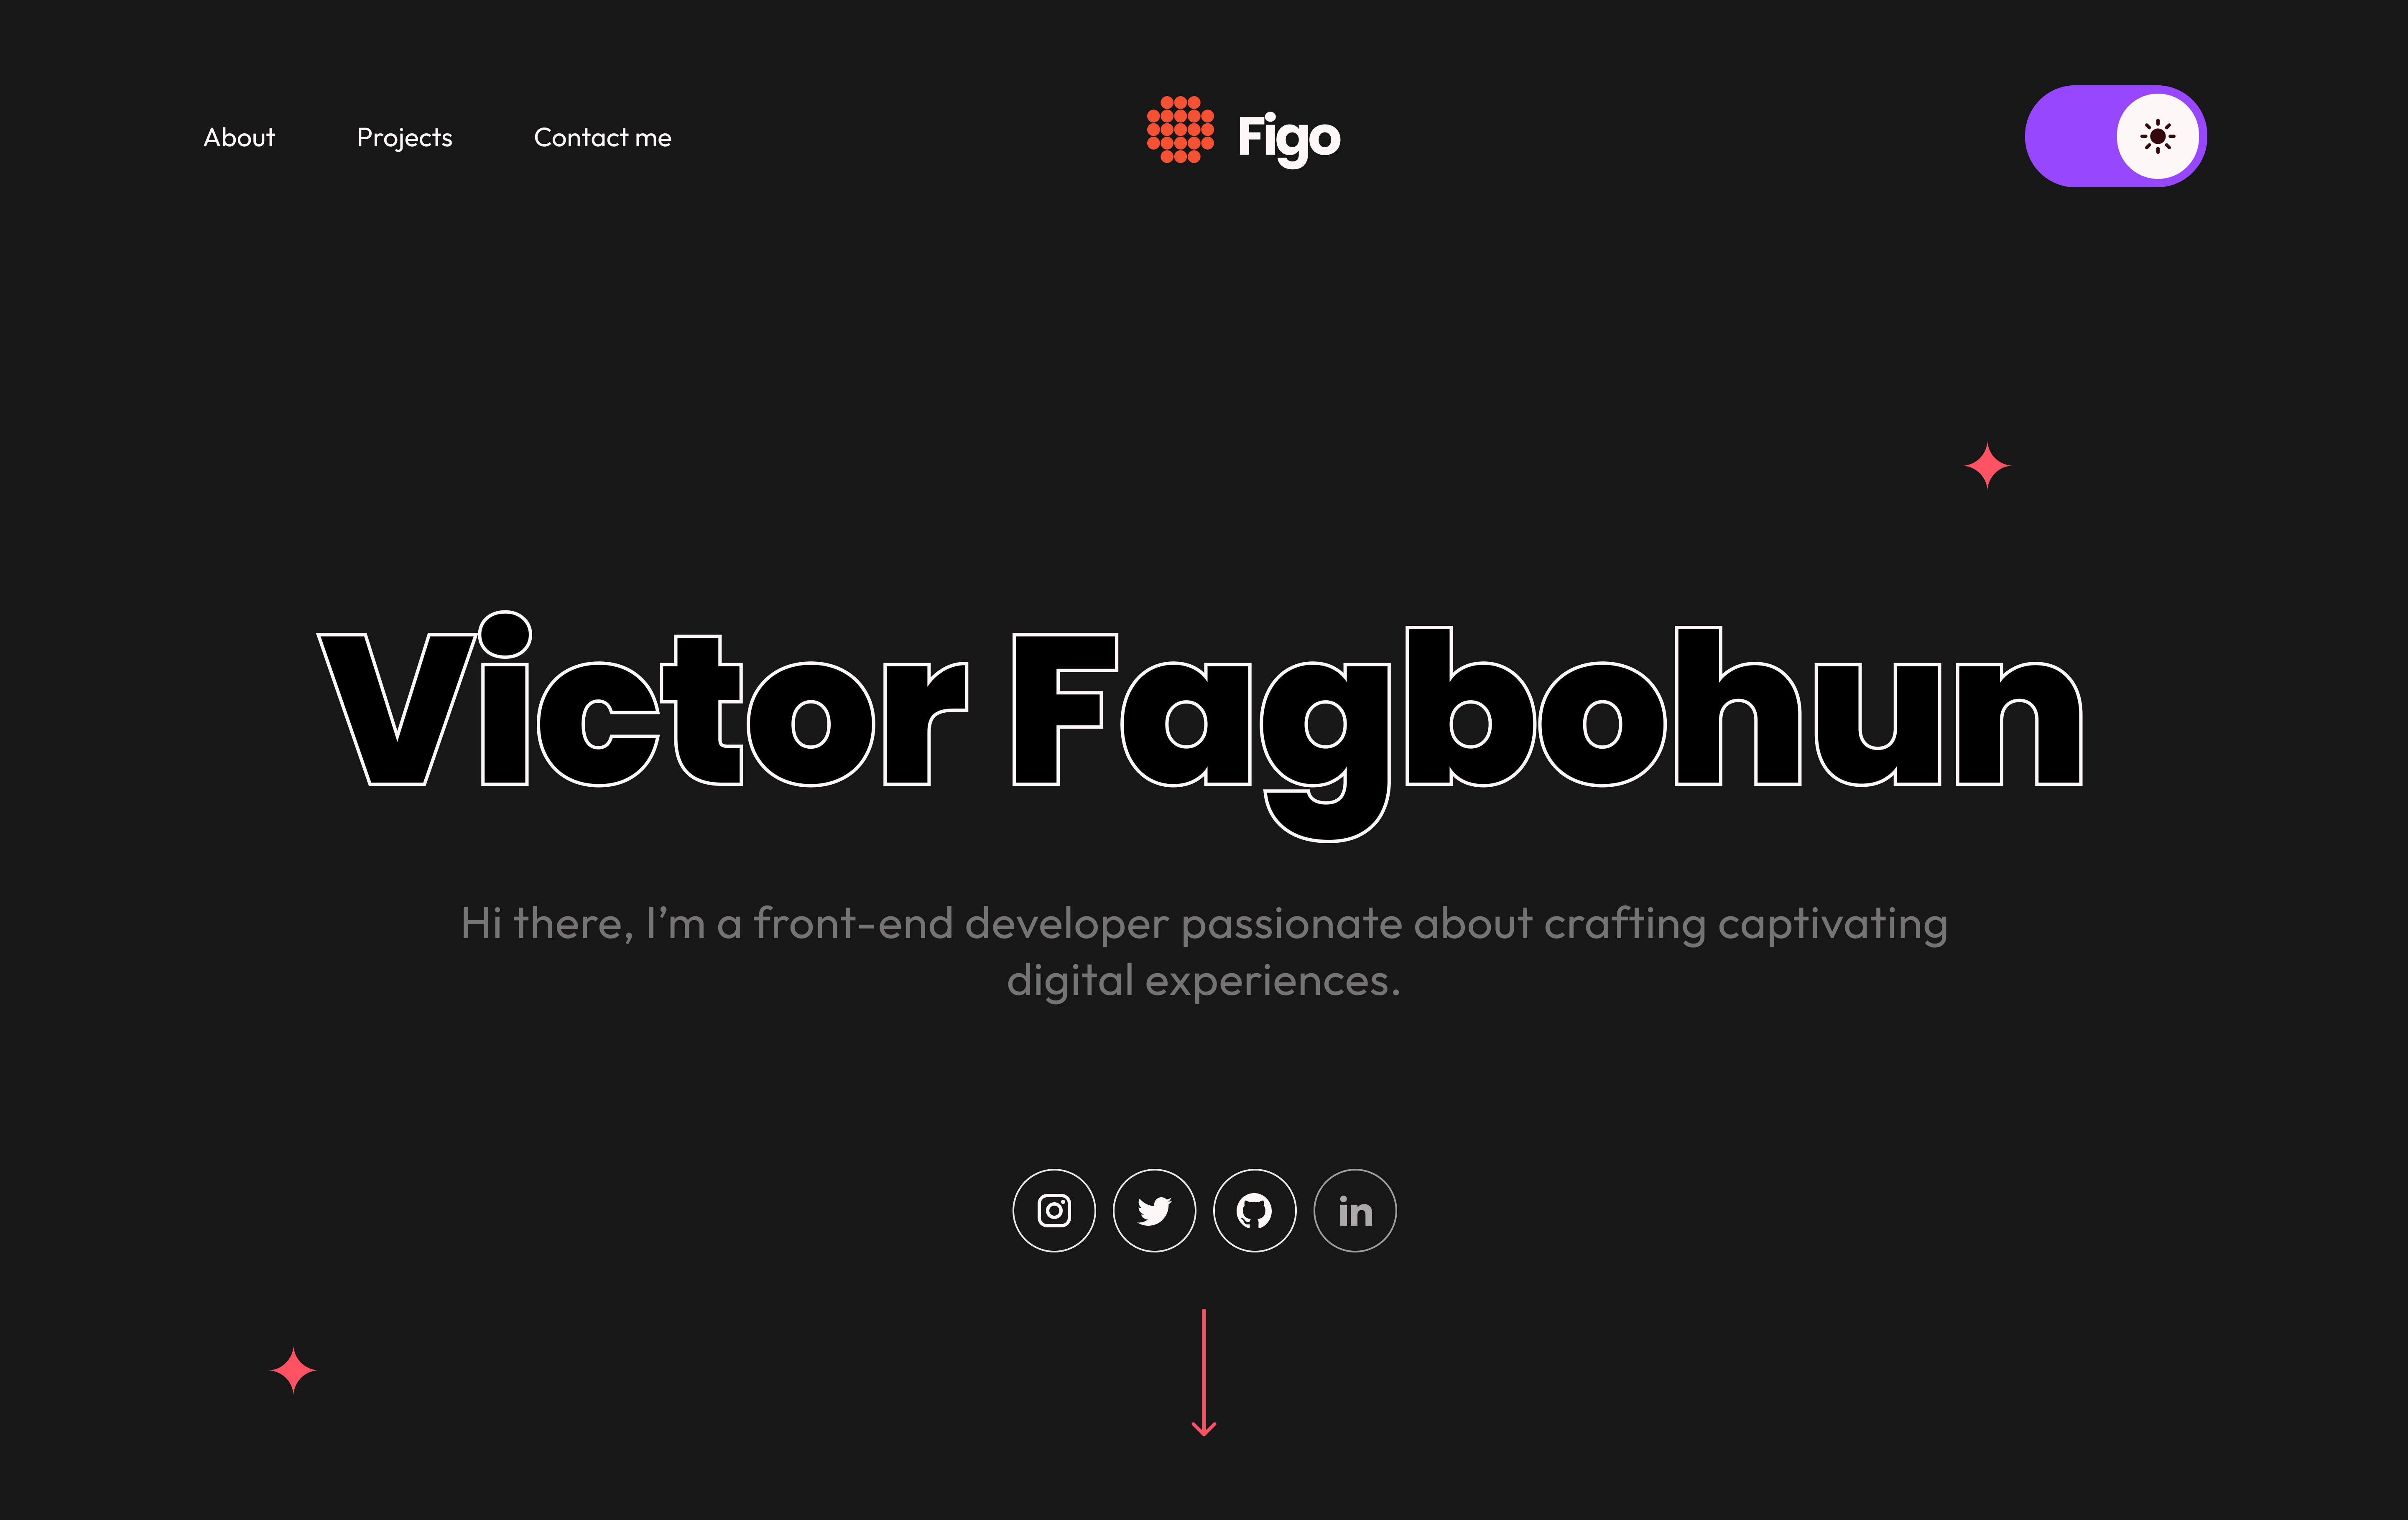 About
Projects
Contact me
Figo
Victor Fagbohun
Hi there, I’m a front-end developer passionate about crafting captivating
digital experiences.
in